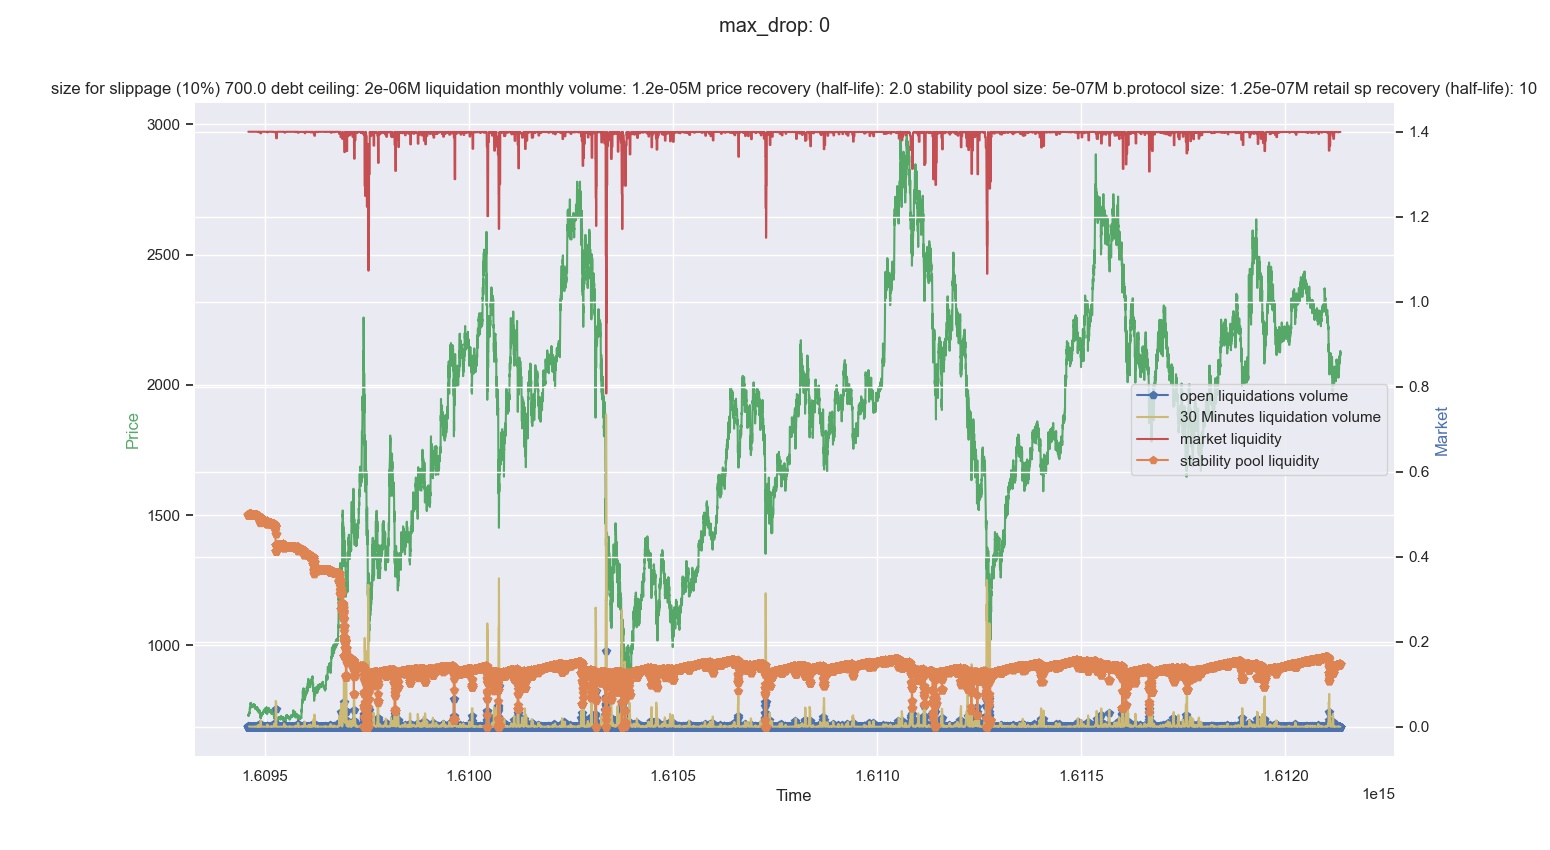 max_drop: 0
size for slippage (10%) 700.0 debt ceiling: 2e-06M liquidation monthly volume: 1.2e-05M price recovery (half-life): 2.0 stability pool size: 5e-07M b.protocol size: 1.25e-07M retail sp recovery (half-life): 10
3000
2500
2000
1500
1000
Price
1.4
1.2
1.0
0.8
0.6
0.4
0.2
0.0
Market
open liquidations volume
30 Minutes liquidation volume
market liquidity
stability pool liquidity
1.6095 1.6100 1.6105 1.6110 1.6115 1.6120
Time
1e15